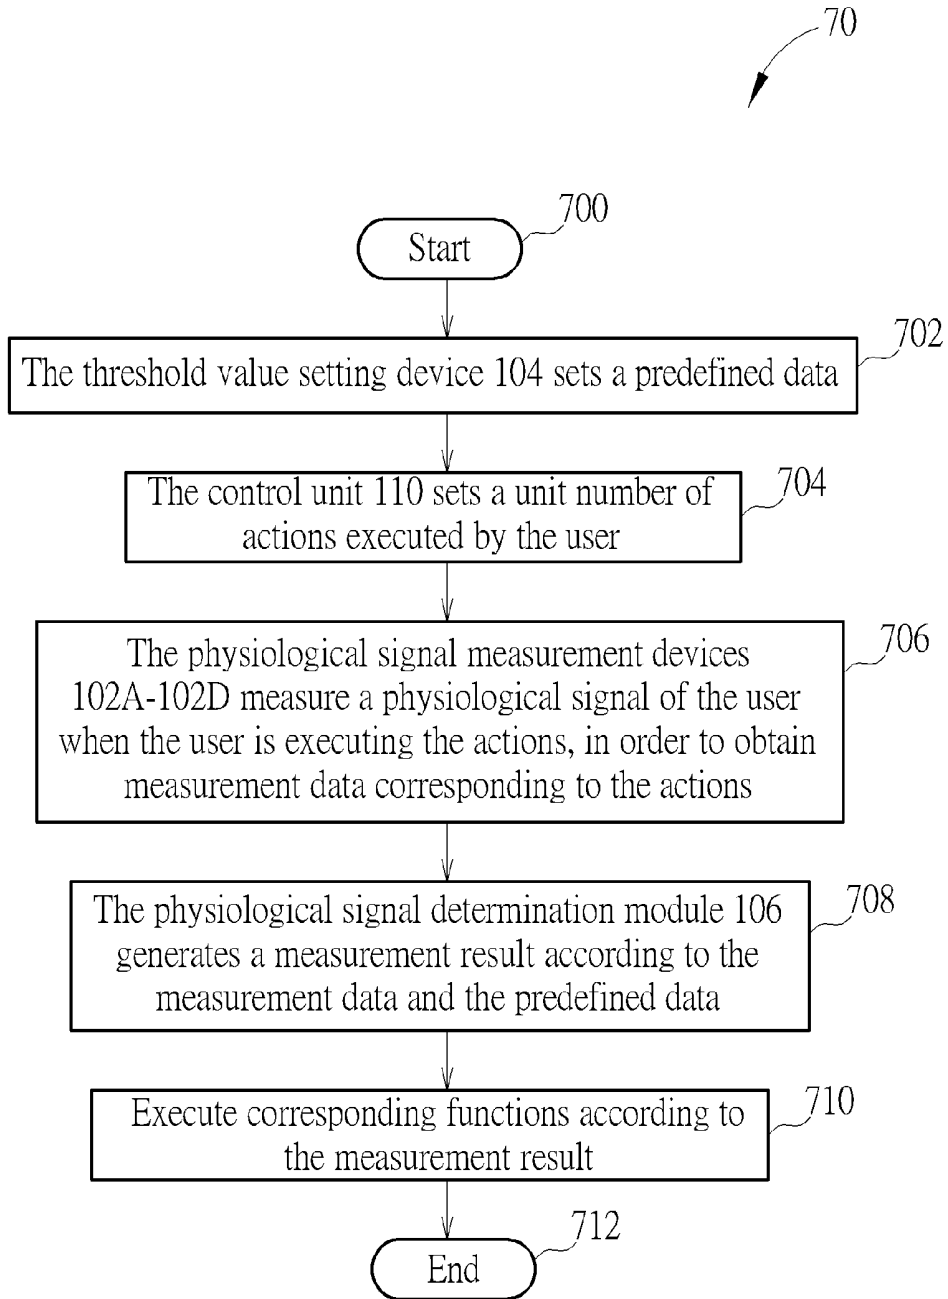 70
700
Start
702
The threshold value setting device 104 sets a predefined data
704
The control unit 110 sets a unit number of
actions executed by the user
706
The physiological signal measurement devices
102A-102D measure a physiological signal of the user
when the user is executing the actions, in order to obtain
measurement data corresponding to the actions
708
The physiological signal determination module 106
generates a measurement result according to the
measurement data and the predefined data
710
Execute corresponding functions according to
the measurement result
712
End